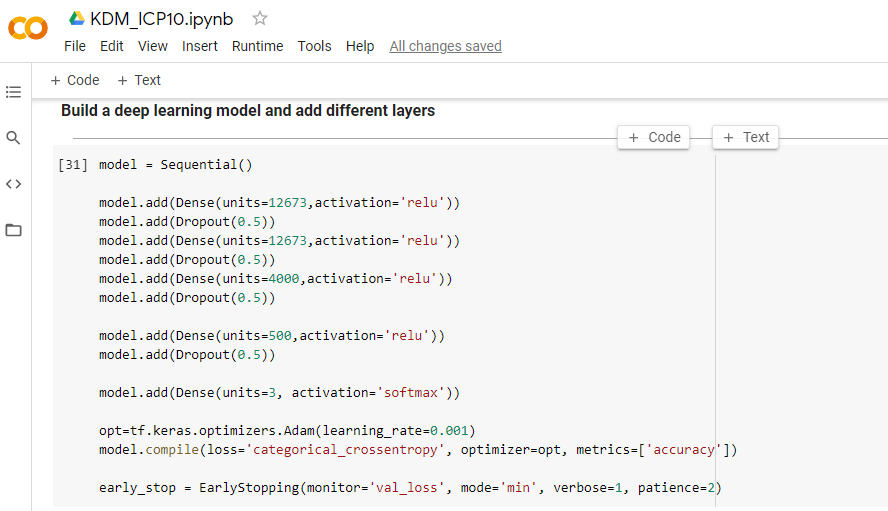 KDM_ICP10.ipynb
File Edit View Insert Runtime Tools Help All changes saved
+ Code + Text
Build a deep learning model and add different layers
+ Code + Text
[31] model = Sequential()
model.add(Dense(units=12673,activation='relu'))
model.add(Dropout(0.5))
model.add(Dense(units=12673,activation='relu'))
model.add(Dropout(0.5))
model.add(Dense(units=4000,activation='relu'))
model.add(Dropout(0.5))
model.add(Dense(units=500,activation='relu'))
model.add(Dropout(0.5))
model.add(Dense(units=3, activation='softmax'))
opt=tf.keras.optimizers.Adam(learning_rate=0.001)
model.compile(loss='categorical_crossentropy', optimizer=opt, metrics=['accuracy'])
early_stop = EarlyStopping(monitor='val_loss', mode='min', verbose=1, patience=2)